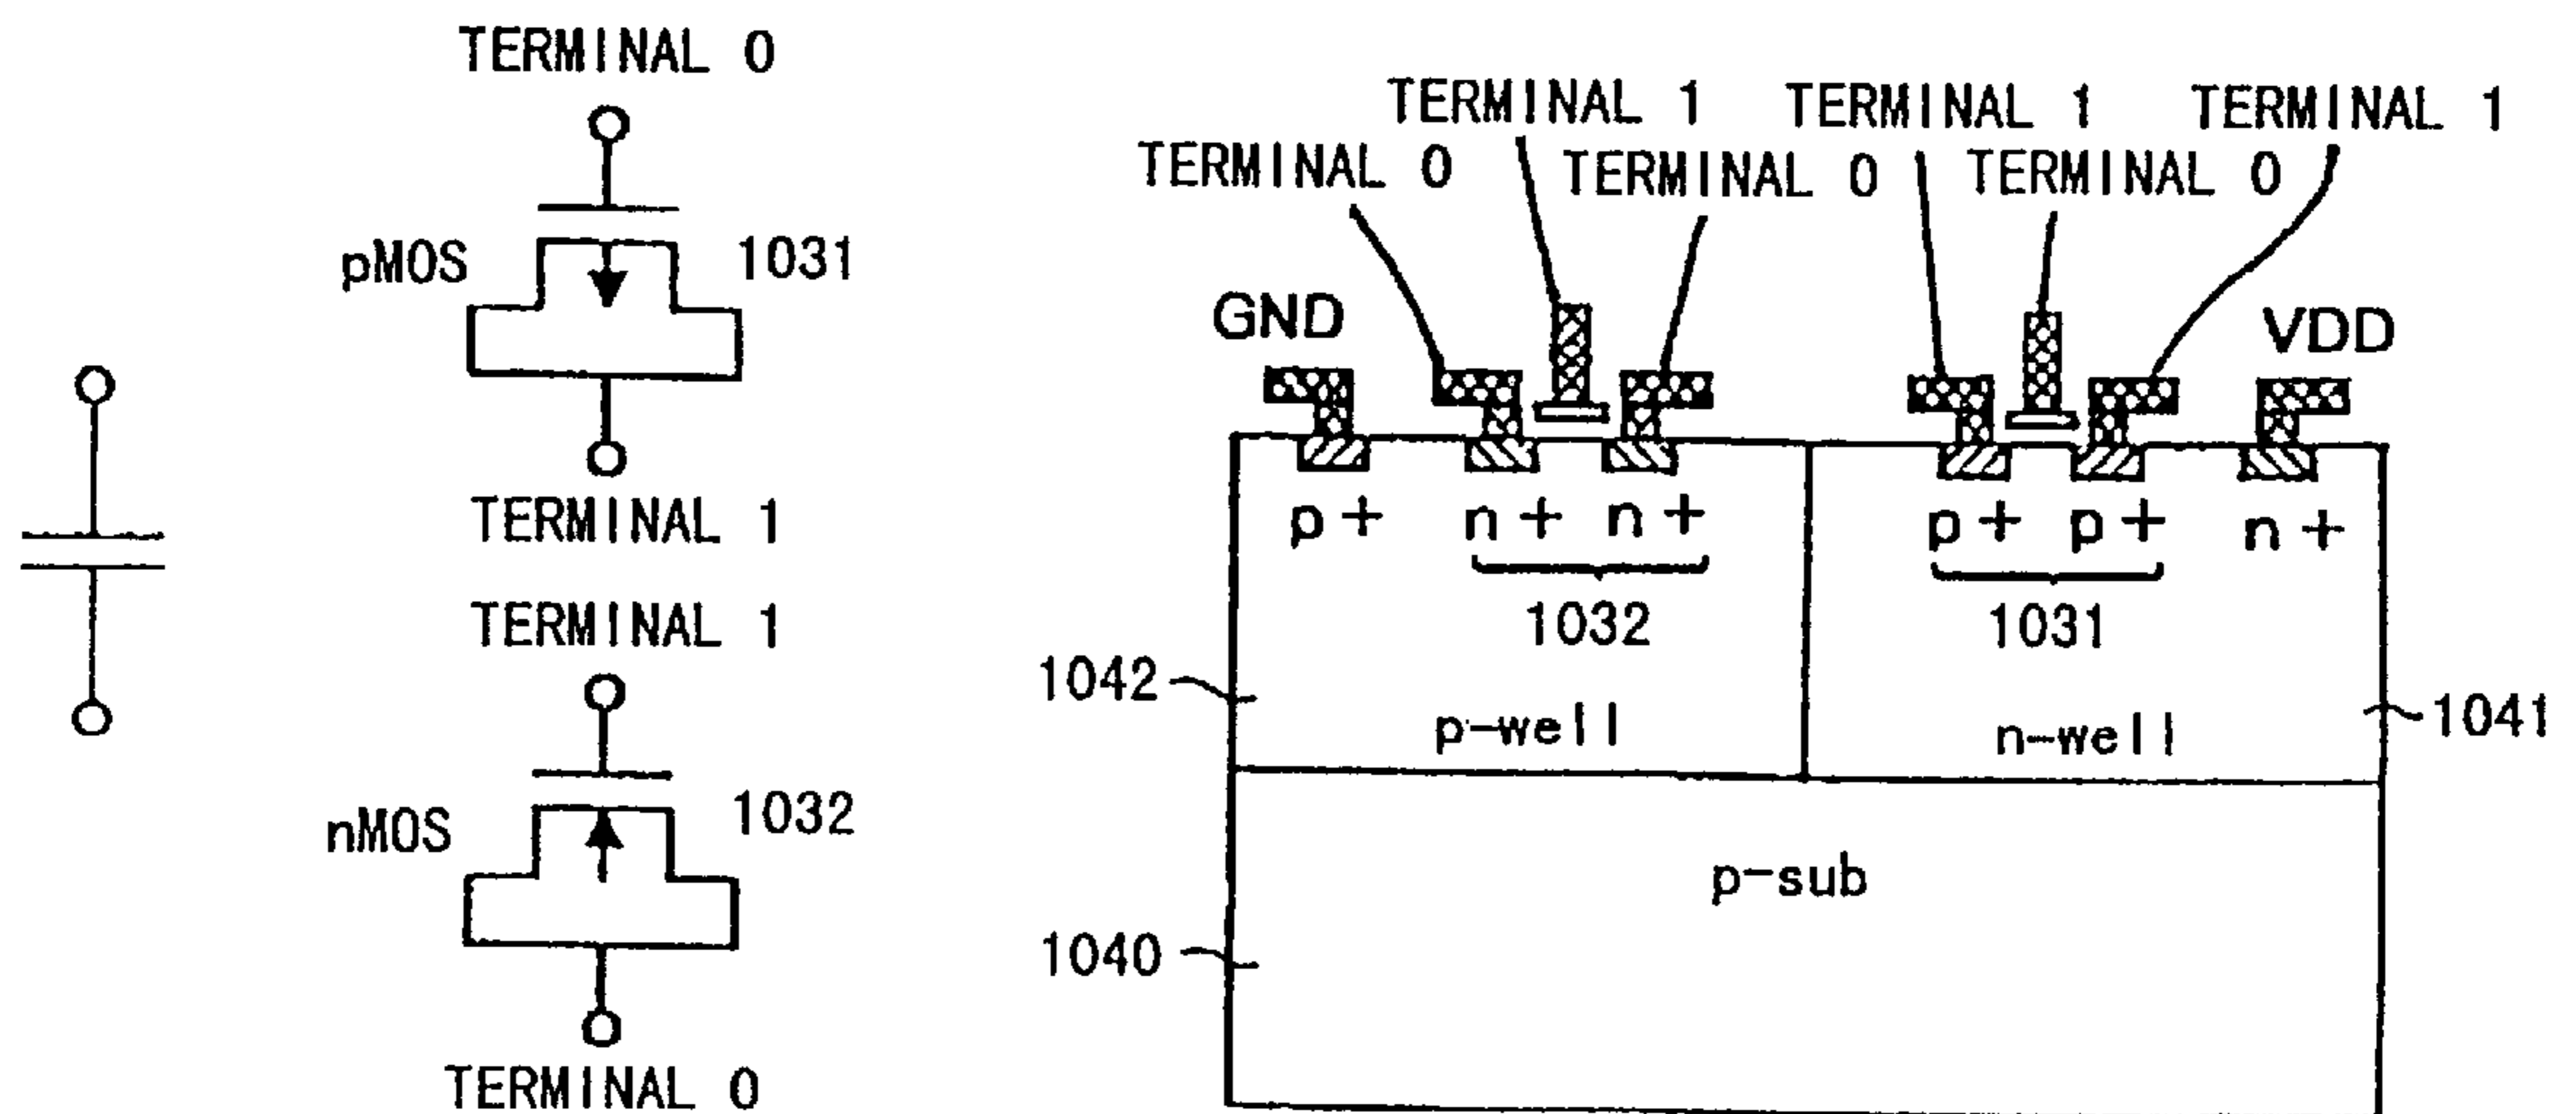 TERMINAL 0
pMOS
1031
TERMINAL 1
TERMINAL 1
nMOS
1032
TERMINAL 0
TERMINAL 1 TERMINAL 1 TERMINAL 1
TERMINAL 0 TERMINAL 0 TERMINAL 0
GND
VDD
p+ n+ n+ p+ p+ n+
1032
1031
1042
p-well
n-well
1041
p-sub
1040